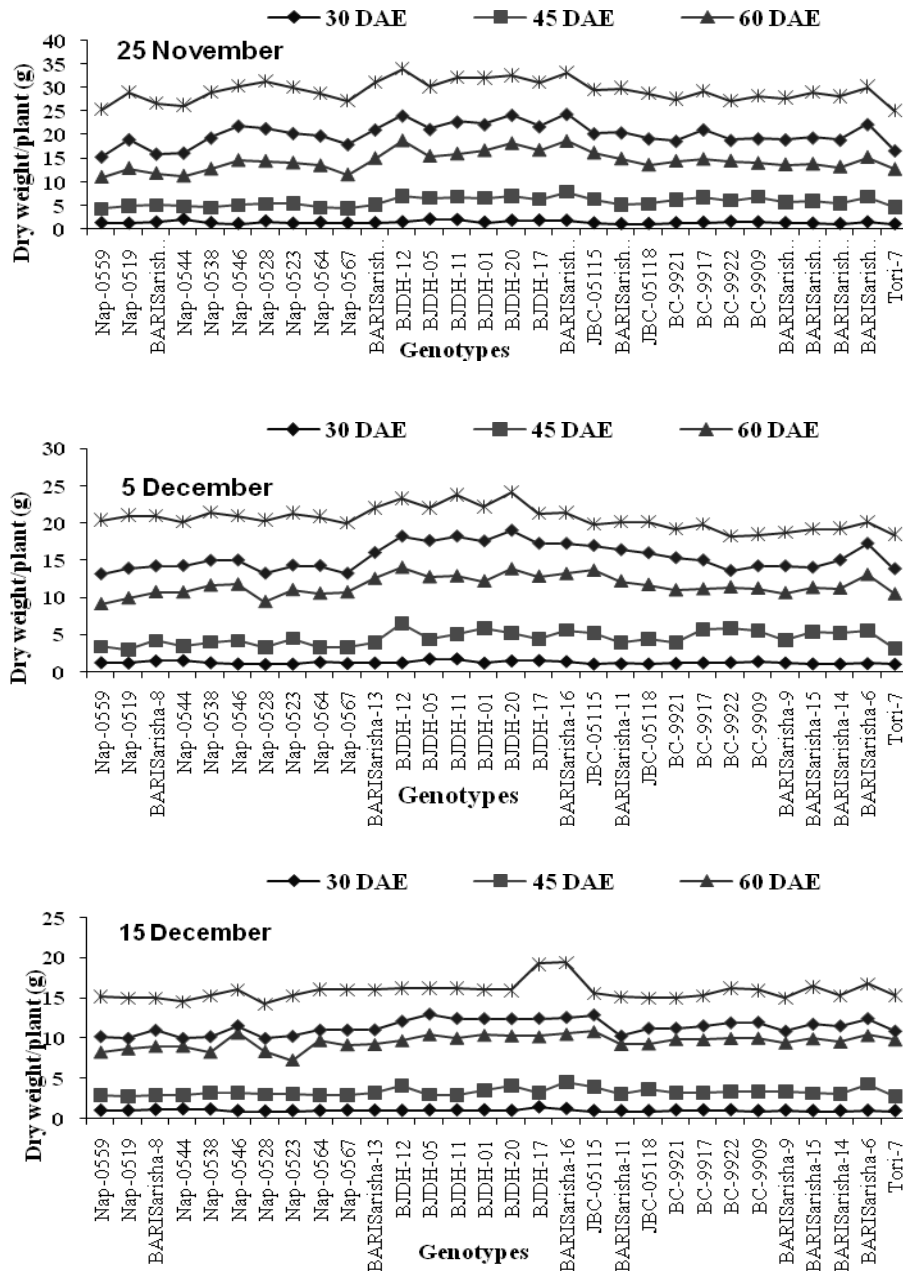 30 DAE 45 DAE 60 DAE
25 November
Dry weight/plant (g)
40
35
30
25
20
15
10
5
0
Nap-0559
Nap-0519
BARISarish..
Nap-0544
Nap-0538
Nap-0546
Nap-0528
Nap-0523
Nap-0564
Nap-0567
BARISarish..
BJDH-12
BJDH-05
BJDH-11
BJDH-01
BJDH-20
BJDH-17
BARISarish..
JBC-05115
BARISarish..
JBC-05118
BC-9921
BC-9917
BC-9922
BC-9909
BARISarish..
BARISarish..
BARISarish..
BARISarish..
Tori-7
Genotypes
30 DAE 45 DAE 60 DAE
5 December
Dry weight/plant (g)
30
25
20
15
10
5
0
Nap-0559
Nap-0519
BARISarisha-8
Nap-0544
Nap-0538
Nap-0546
Nap-0528
Nap-0523
Nap-0564
Nap-0567
BARISarisha-13
BJDH-12
BJDH-05
BJDH-11
BJDH-01
BJDH-20
BJDH-17
BARISarisha-16
JBC-05115
BARISarisha-11
JBC-05118
BC-9921
BC-9917
BC-9922
BC-9909
BARISarisha-9
BARISarisha-15
BARISarisha-14
BARISarisha-6
Tori-7
Genotypes
30 DAE 45 DAE 60 DAE
15 December
Dry weight/plant (g)
25
20
15
10
5
0
Nap-0559
Nap-0519
BARISarisha-8
Nap-0544
Nap-0538
Nap-0546
Nap-0528
Nap-0523
Nap-0564
Nap-0567
BARISarisha-13
BJDH-12
BJDH-05
BJDH-11
BJDH-01
BJDH-20
BJDH-17
BARISarisha-16
JBC-05115
BARISarisha-11
JBC-05118
BC-9921
BC-9917
BC-9922
BC-9909
BARISarisha-9
BARISarisha-15
BARISarisha-14
BARISarisha-6
Tori-7
Genotypes